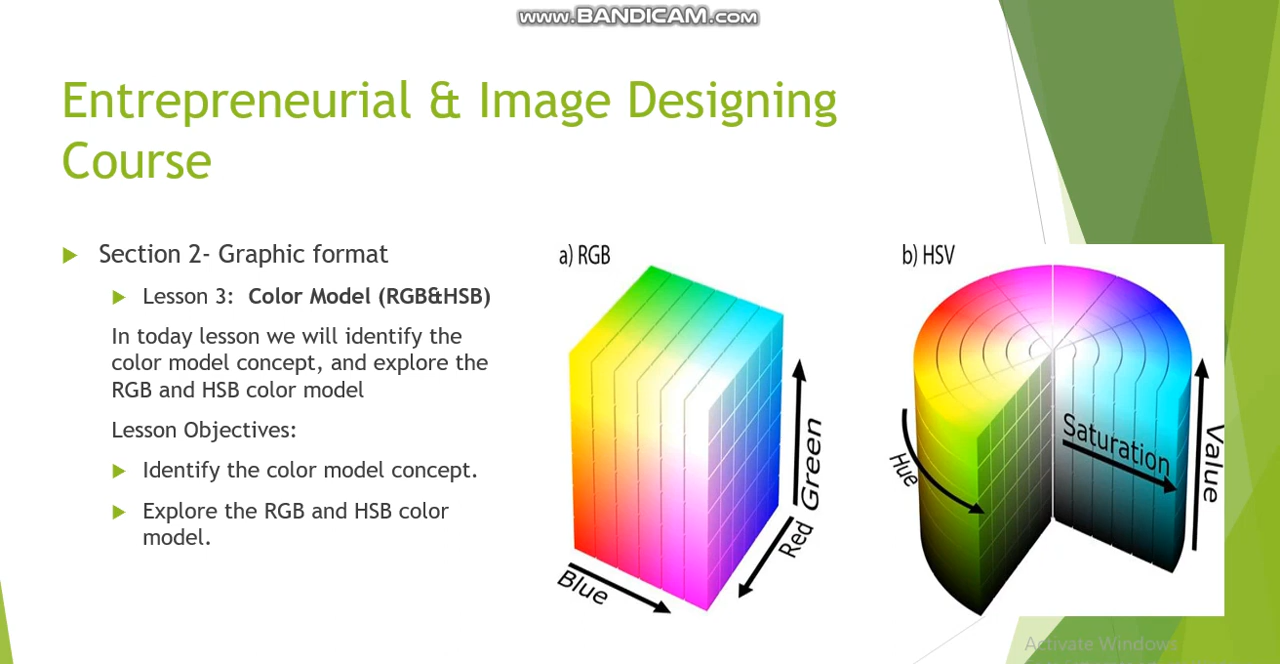 www.BANDICAM.com
Entrepreneurial & Image Designing
Course
Section 2- Graphic format
Lesson 3: Color Model (RGB&HSB)
In today lesson we will identify the
color model concept, and explore the
RGB and HSB color model
Lesson Objectives:
Identify the color model concept.
Explore the RGB and HSB color
model.
a) RGB
Green
Red
Blue
b) HSV
Saturation
Value
Hue
Activate Windows